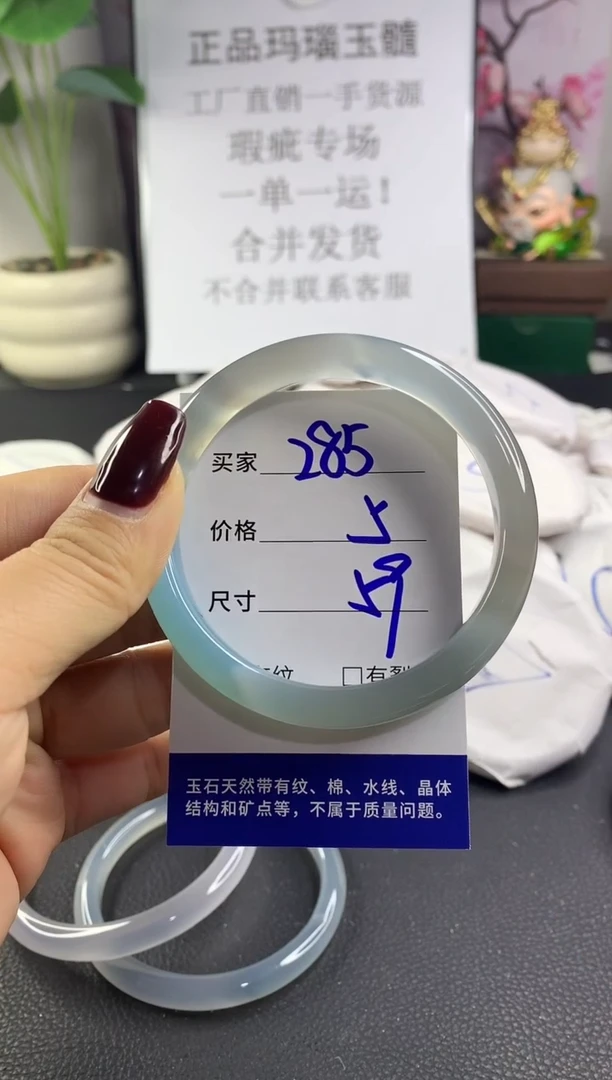 正品玛瑙玉髓
工厂直销一手货源
瑕疵专场
一单一运!
合并发货
不合并联系客服
买家 285
价格 5
尺寸 59
纹 □有裂
玉石天然带有纹、棉、水线、晶体
结构和矿点等，不属于质量问题。